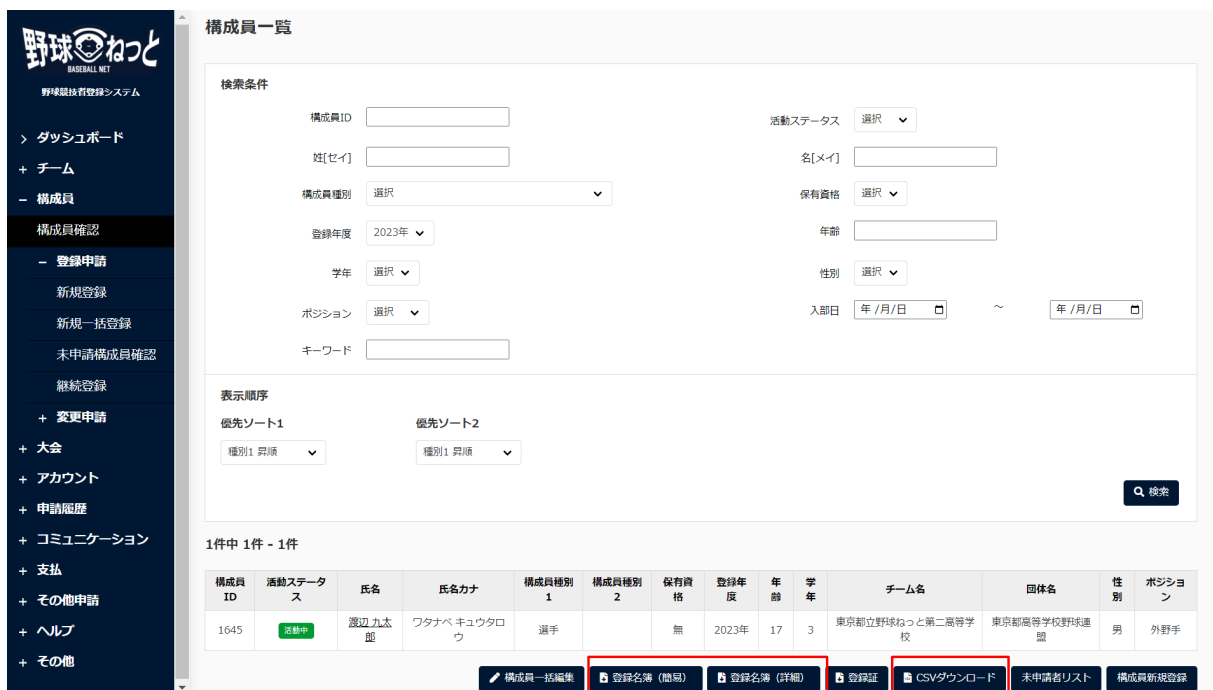 野球ねっと
BASEBALL NET
野球競技者登録システム
> ダッシュボード
+ チーム
− 構成員
構成員確認
− 登録申請
新規登録
新規一括登録
未申請構成員確認
継続登録
+ 変更申請
+ 大会
+ アカウント
+ 申請履歴
+ コミュニケーション
+ 支払
+ その他申請
+ ヘルプ
+ その他
構成員一覧
検索条件
構成員ID
活動ステータス 選択
姓[セイ]
名[メイ]
構成員種別 選択
保有資格 選択
登録年度 2023年
年齢
学年 選択
性別 選択
ポジション 選択
入部日 年 /月/日 ～ 年 /月/日
キーワード
表示順序
優先ソート1 優先ソート2
種別1 昇順 種別1 昇順
検索
1件中 1件 - 1件
構成員ID 活動ステータス 氏名 氏名カナ 構成員種別1 構成員種別2 保有資格 登録年度 年齢 学年 チーム名 団体名 性別 ポジション
1645 活動中 渡辺 九太郎 ワタナベ キュウタロウ 選手 無 2023年 17 3 東京都立野球ねっと第二高等学校 東京都高等学校野球連盟 男 外野手
構成員一括編集 登録名簿（簡易） 登録名簿（詳細） 登録証 CSVダウンロード 未申請者リスト 構成員新規登録